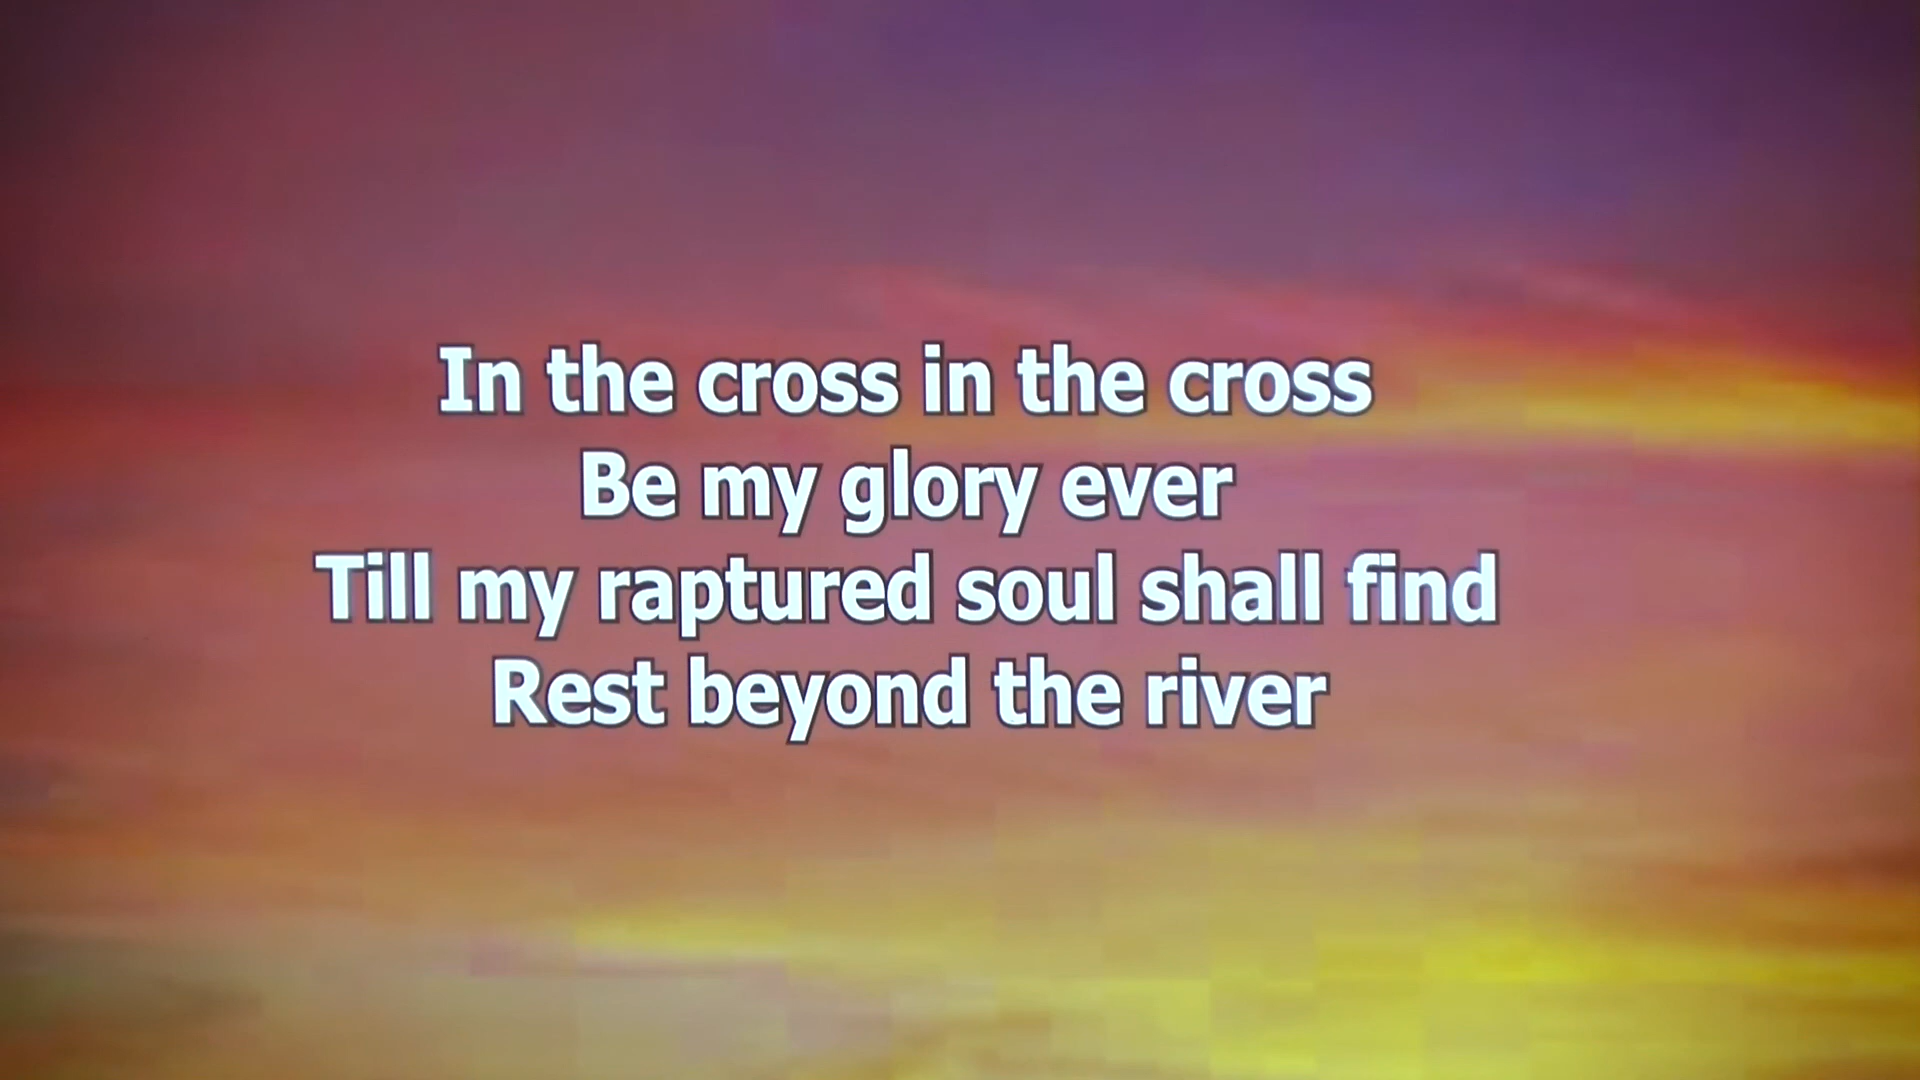 In the cross in the cross
Be my glory ever
Till my raptured soul shall find
Rest beyond the river